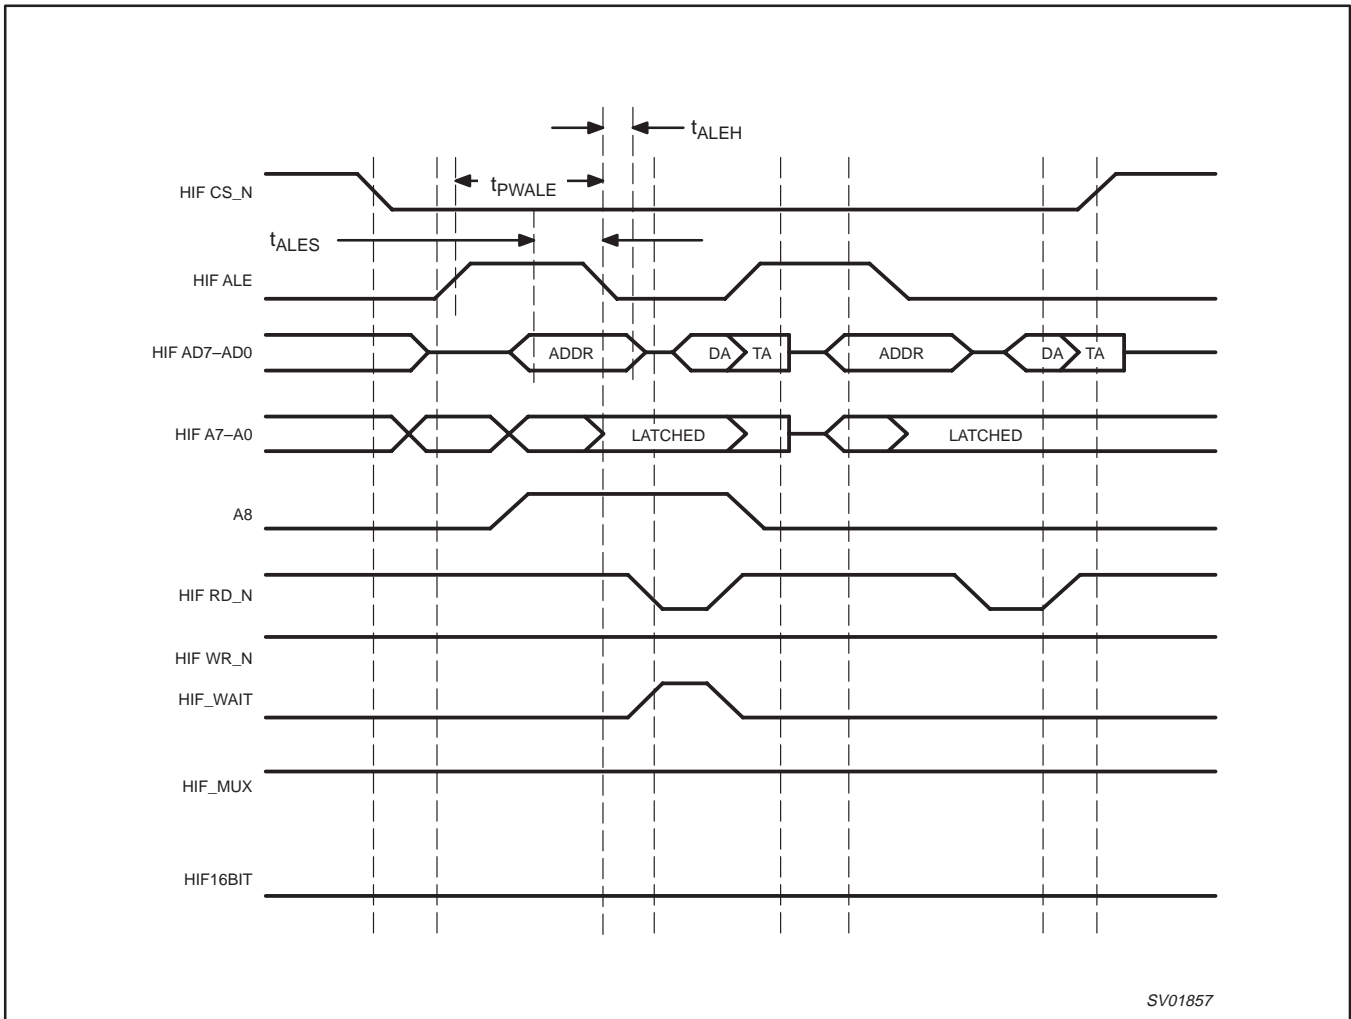 tALEH
HIF CS_N
tPWALE
tALES
HIF ALE
HIF AD7–AD0 ADDR DA TA ADDR DA TA
HIF A7–A0 LATCHED LATCHED
A8
HIF RD_N
HIF WR_N
HIF_WAIT
HIF_MUX
HIF16BIT
SV01857